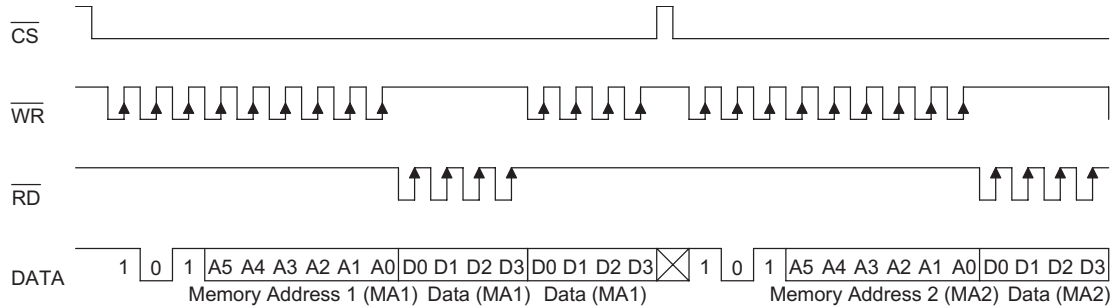 CS
WR
RD
DATA 1 0 1 A5 A4 A3 A2 A1 A0 D0 D1 D2 D3 D0 D1 D2 D3 1 0 1 A5 A4 A3 A2 A1 A0 D0 D1 D2 D3
Memory Address 1 (MA1) Data (MA1) Data (MA1) Memory Address 2 (MA2) Data (MA2)